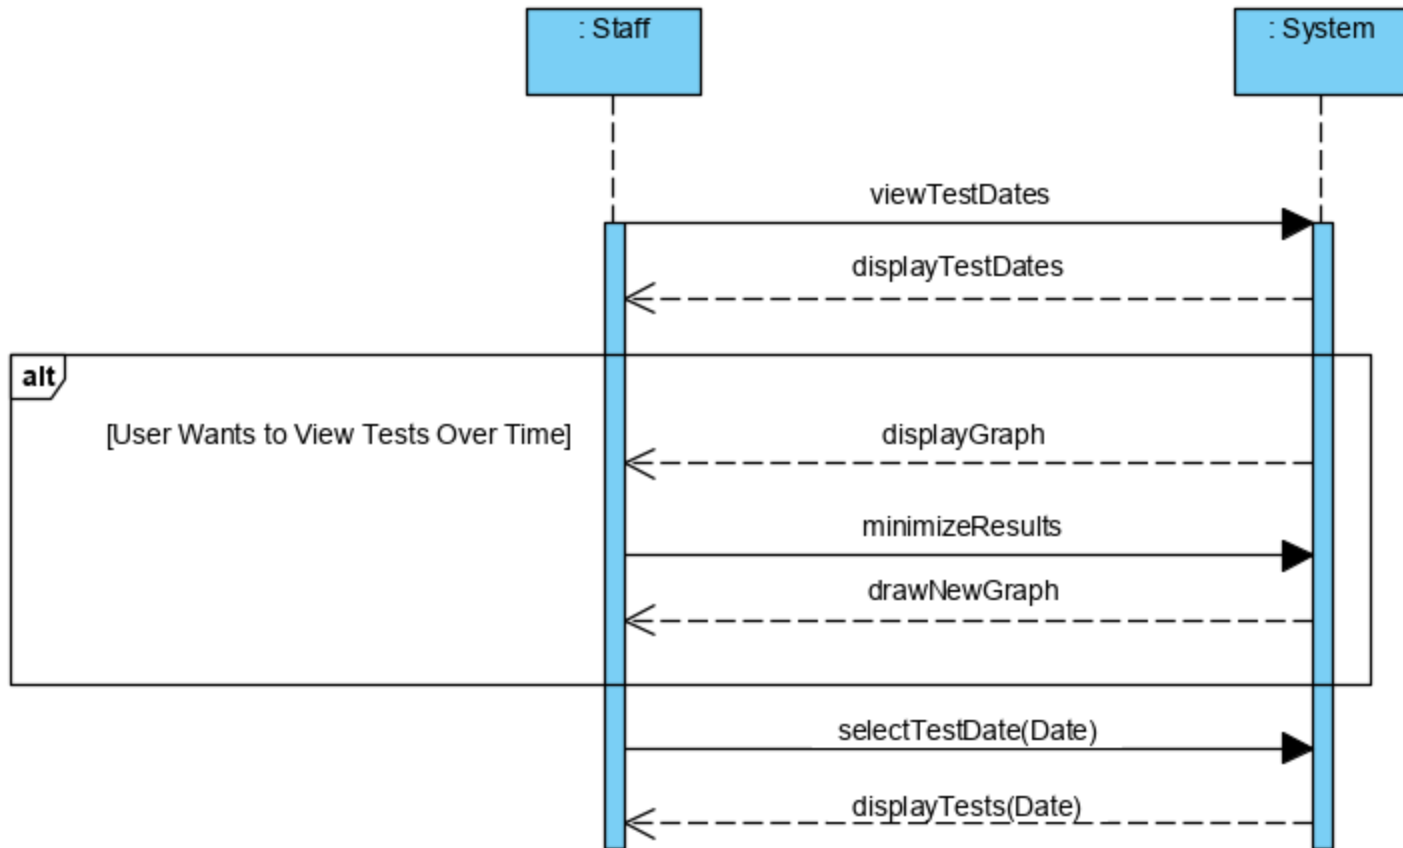 : Staff
: System
viewTestDates
displayTestDates
alt
[User Wants to View Tests Over Time]
displayGraph
minimizeResults
drawNewGraph
selectTestDate(Date)
displayTests(Date)